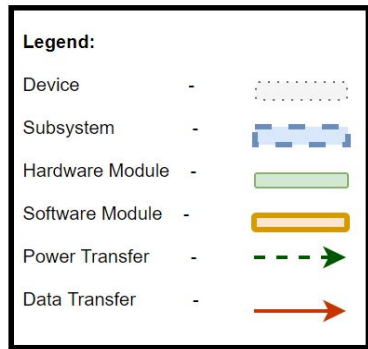 Legend:
Device -
Subsystem -
Hardware Module -
Software Module -
Power Transfer -
Data Transfer -